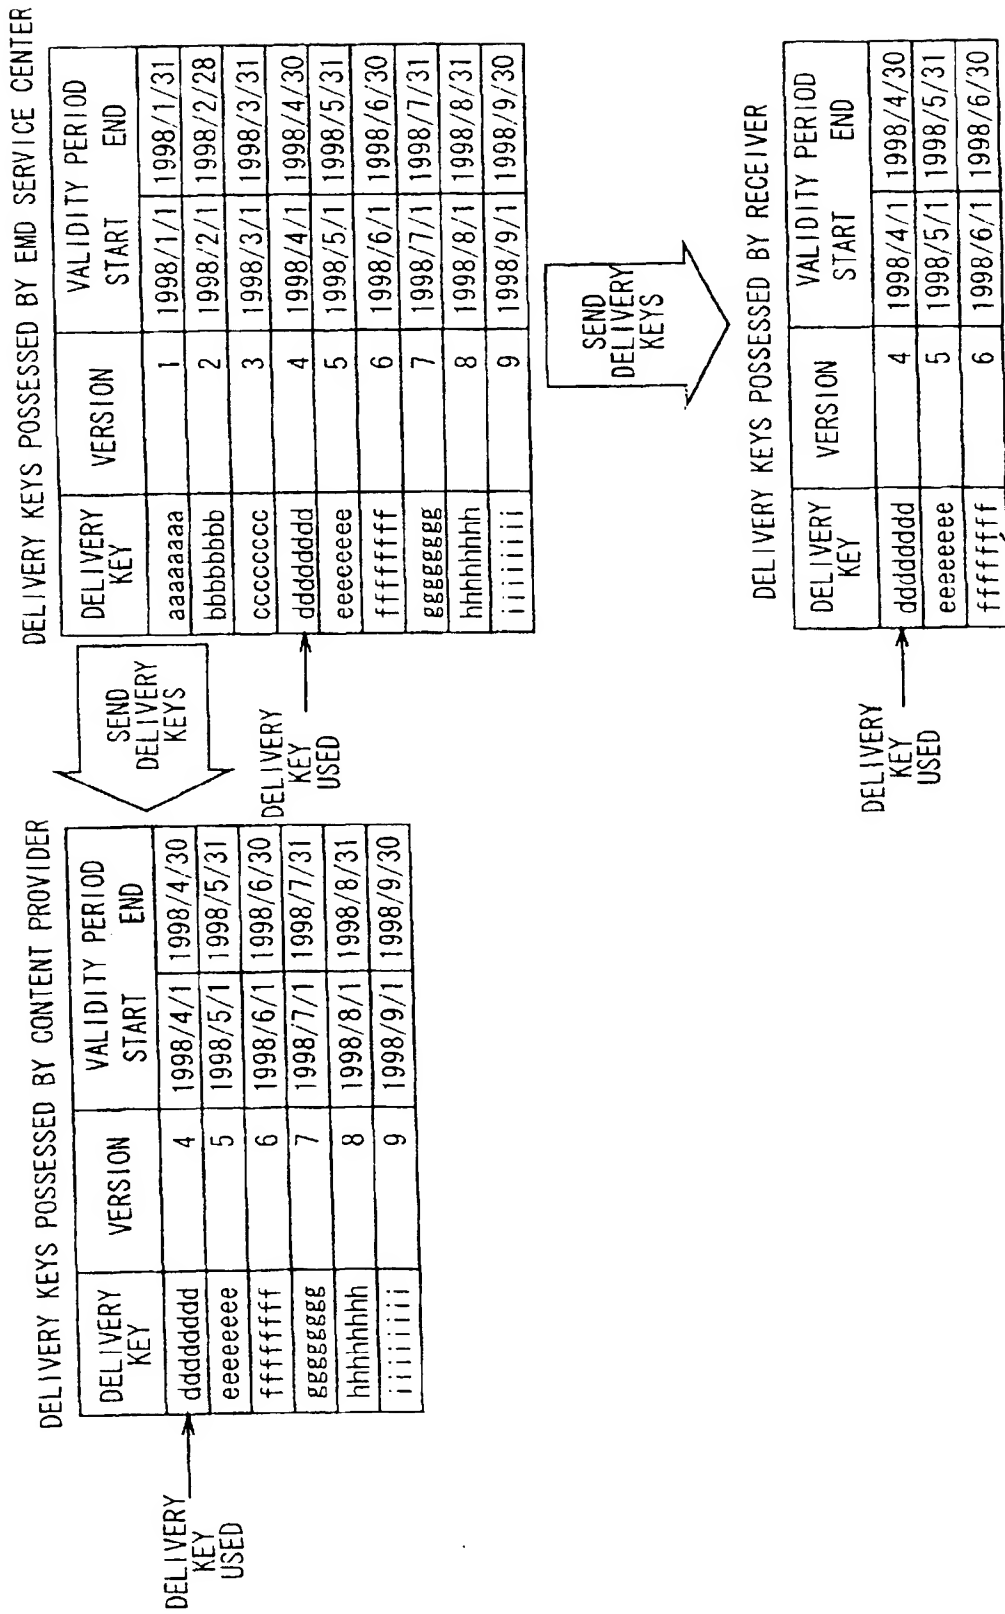 DELIVERY KEYS POSSESSED BY CONTENT PROVIDER
DELIVERY KEY VERSION VALIDITY PERIOD START END
dddddddd 4 1998/4/1 1998/4/30
eeeeeeee 5 1998/5/1 1998/5/31
ffffffff 6 1998/6/1 1998/6/30
gggggggg 7 1998/7/1 1998/7/31
hhhhhhhh 8 1998/8/1 1998/8/31
iiiiiiii 9 1998/9/1 1998/9/30
DELIVERY
KEY
USED
SEND
DELIVERY
KEYS
DELIVERY KEYS POSSESSED BY EMD SERVICE CENTER
DELIVERY KEY VERSION VALIDITY PERIOD START END
aaaaaaaa 1 1998/1/1 1998/1/31
bbbbbbbb 2 1998/2/1 1998/2/28
cccccccc 3 1998/3/1 1998/3/31
dddddddd 4 1998/4/1 1998/4/30
eeeeeeee 5 1998/5/1 1998/5/31
ffffffff 6 1998/6/1 1998/6/30
gggggggg 7 1998/7/1 1998/7/31
hhhhhhhh 8 1998/8/1 1998/8/31
iiiiiiii 9 1998/9/1 1998/9/30
DELIVERY
KEY
USED
SEND
DELIVERY
KEYS
DELIVERY KEYS POSSESSED BY RECEIVER
DELIVERY KEY VERSION VALIDITY PERIOD START END
dddddddd 4 1998/4/1 1998/4/30
eeeeeeee 5 1998/5/1 1998/5/31
ffffffff 6 1998/6/1 1998/6/30
DELIVERY
KEY
USED